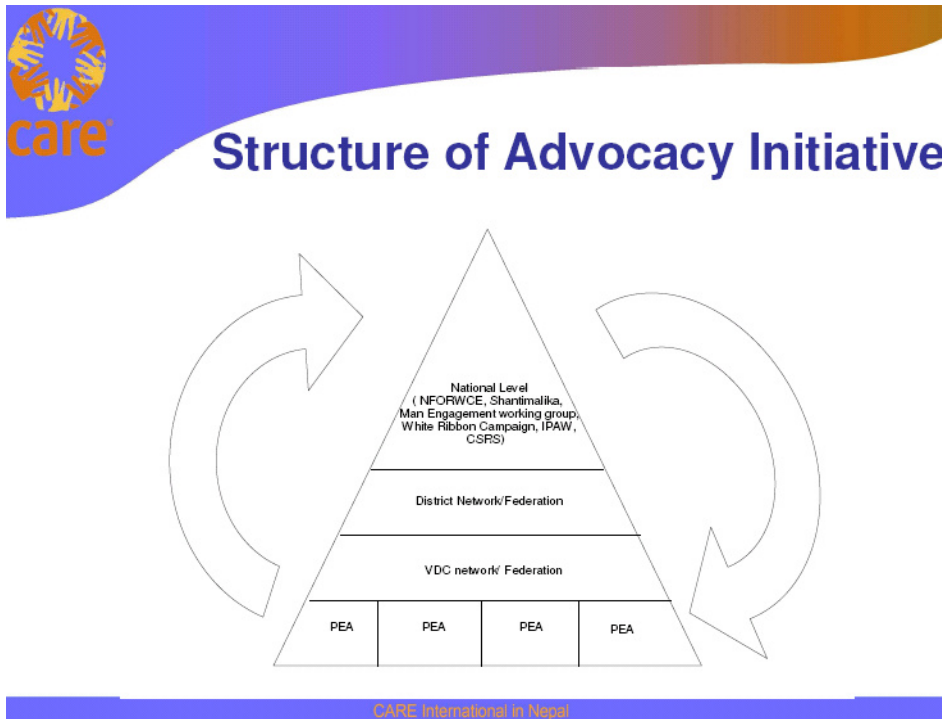 care®
Structure of Advocacy Initiative
National Level
( NFORWCE, Shantimalika,
Man Engagement working group,
White Ribbon Campaign, IPAW,
CSRS)
District Network/Federation
VDC network/ Federation
PEA PEA PEA PEA
CARE International in Nepal